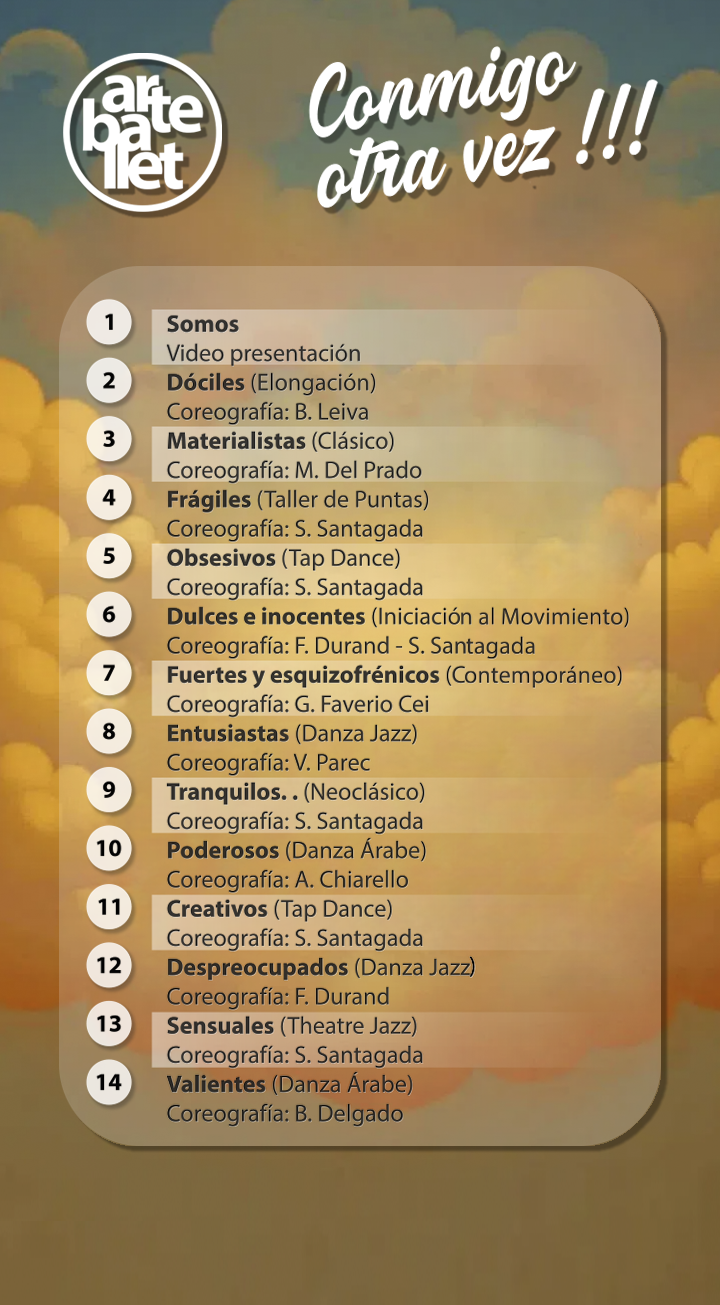 arte
ba
llet
Conmigo
otra vez !!!
1 Somos
Video presentación
2 Dóciles (Elongación)
Coreografía: B. Leiva
3 Materialistas (Clásico)
Coreografía: M. Del Prado
4 Frágiles (Taller de Puntas)
Coreografía: S. Santagada
5 Obsesivos (Tap Dance)
Coreografía: S. Santagada
6 Dulces e inocentes (Iniciación al Movimiento)
Coreografía: F. Durand - S. Santagada
7 Fuertes y esquizofrénicos (Contemporáneo)
Coreografía: G. Faverio Cei
8 Entusiastas (Danza Jazz)
Coreografía: V. Parec
9 Tranquilos. . (Neoclásico)
Coreografía: S. Santagada
10 Poderosos (Danza Árabe)
Coreografía: A. Chiarello
11 Creativos (Tap Dance)
Coreografía: S. Santagada
12 Despreocupados (Danza Jazz)
Coreografía: F. Durand
13 Sensuales (Theatre Jazz)
Coreografía: S. Santagada
14 Valientes (Danza Árabe)
Coreografía: B. Delgado